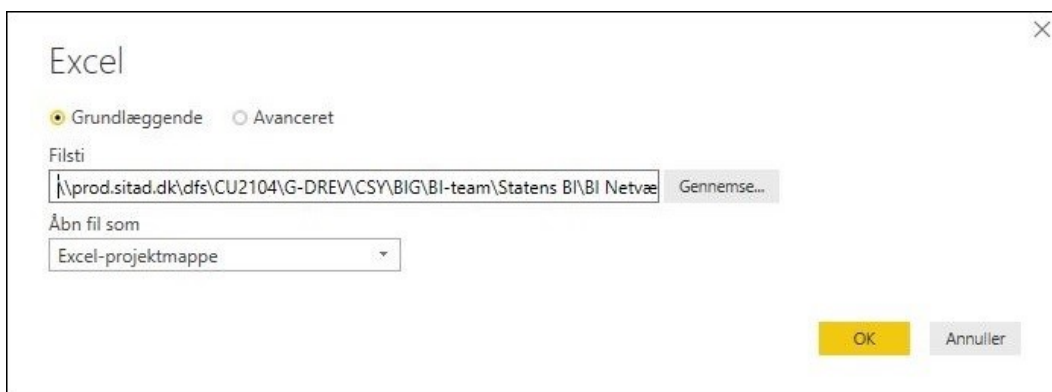 Excel
Grundlæggende Avanceret
Filsti
\\prod.sitad.dk\dfs\CU2104\G-DREV\CSY\BIG\BI-team\Statens BI\BI Netvæ Gennemse...
Åbn fil som
Excel-projektmappe
OK Annuller